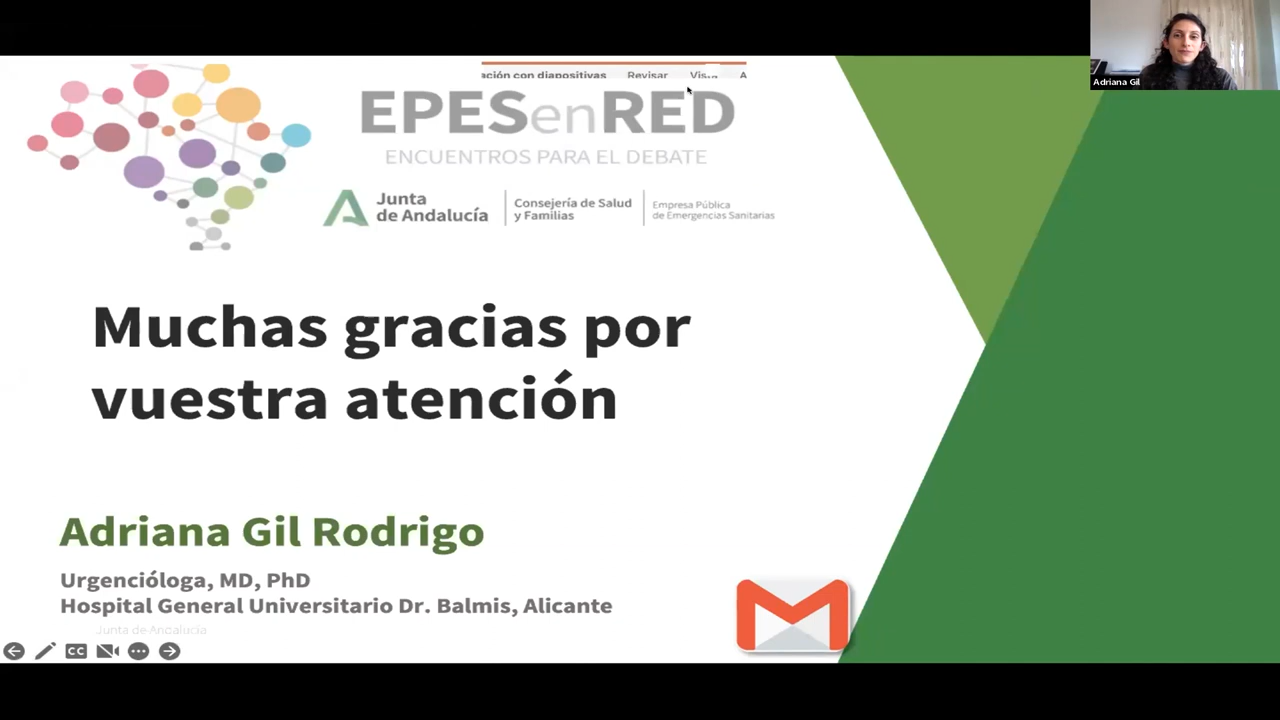 Adriana Gil
ación con diapositivas Revisar Vista A
EPESenRED
ENCUENTROS PARA EL DEBATE
Junta
de Andalucía
Consejería de Salud
y Familias
Empresa Pública
de Emergencias Sanitarias
Muchas gracias por
vuestra atención
Adriana Gil Rodrigo
Urgencióloga, MD, PhD
Hospital General Universitario Dr. Balmis, Alicante
Junta de Andalucía
CC